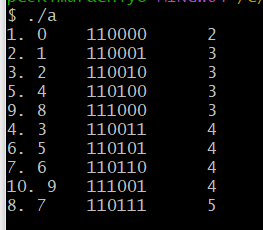 $ ./a
1. 0 110000 2
2. 1 110001 3
3. 2 110010 3
5. 4 110100 3
9. 8 111000 3
4. 3 110011 4
6. 5 110101 4
7. 6 110110 4
10. 9 111001 4
8. 7 110111 5